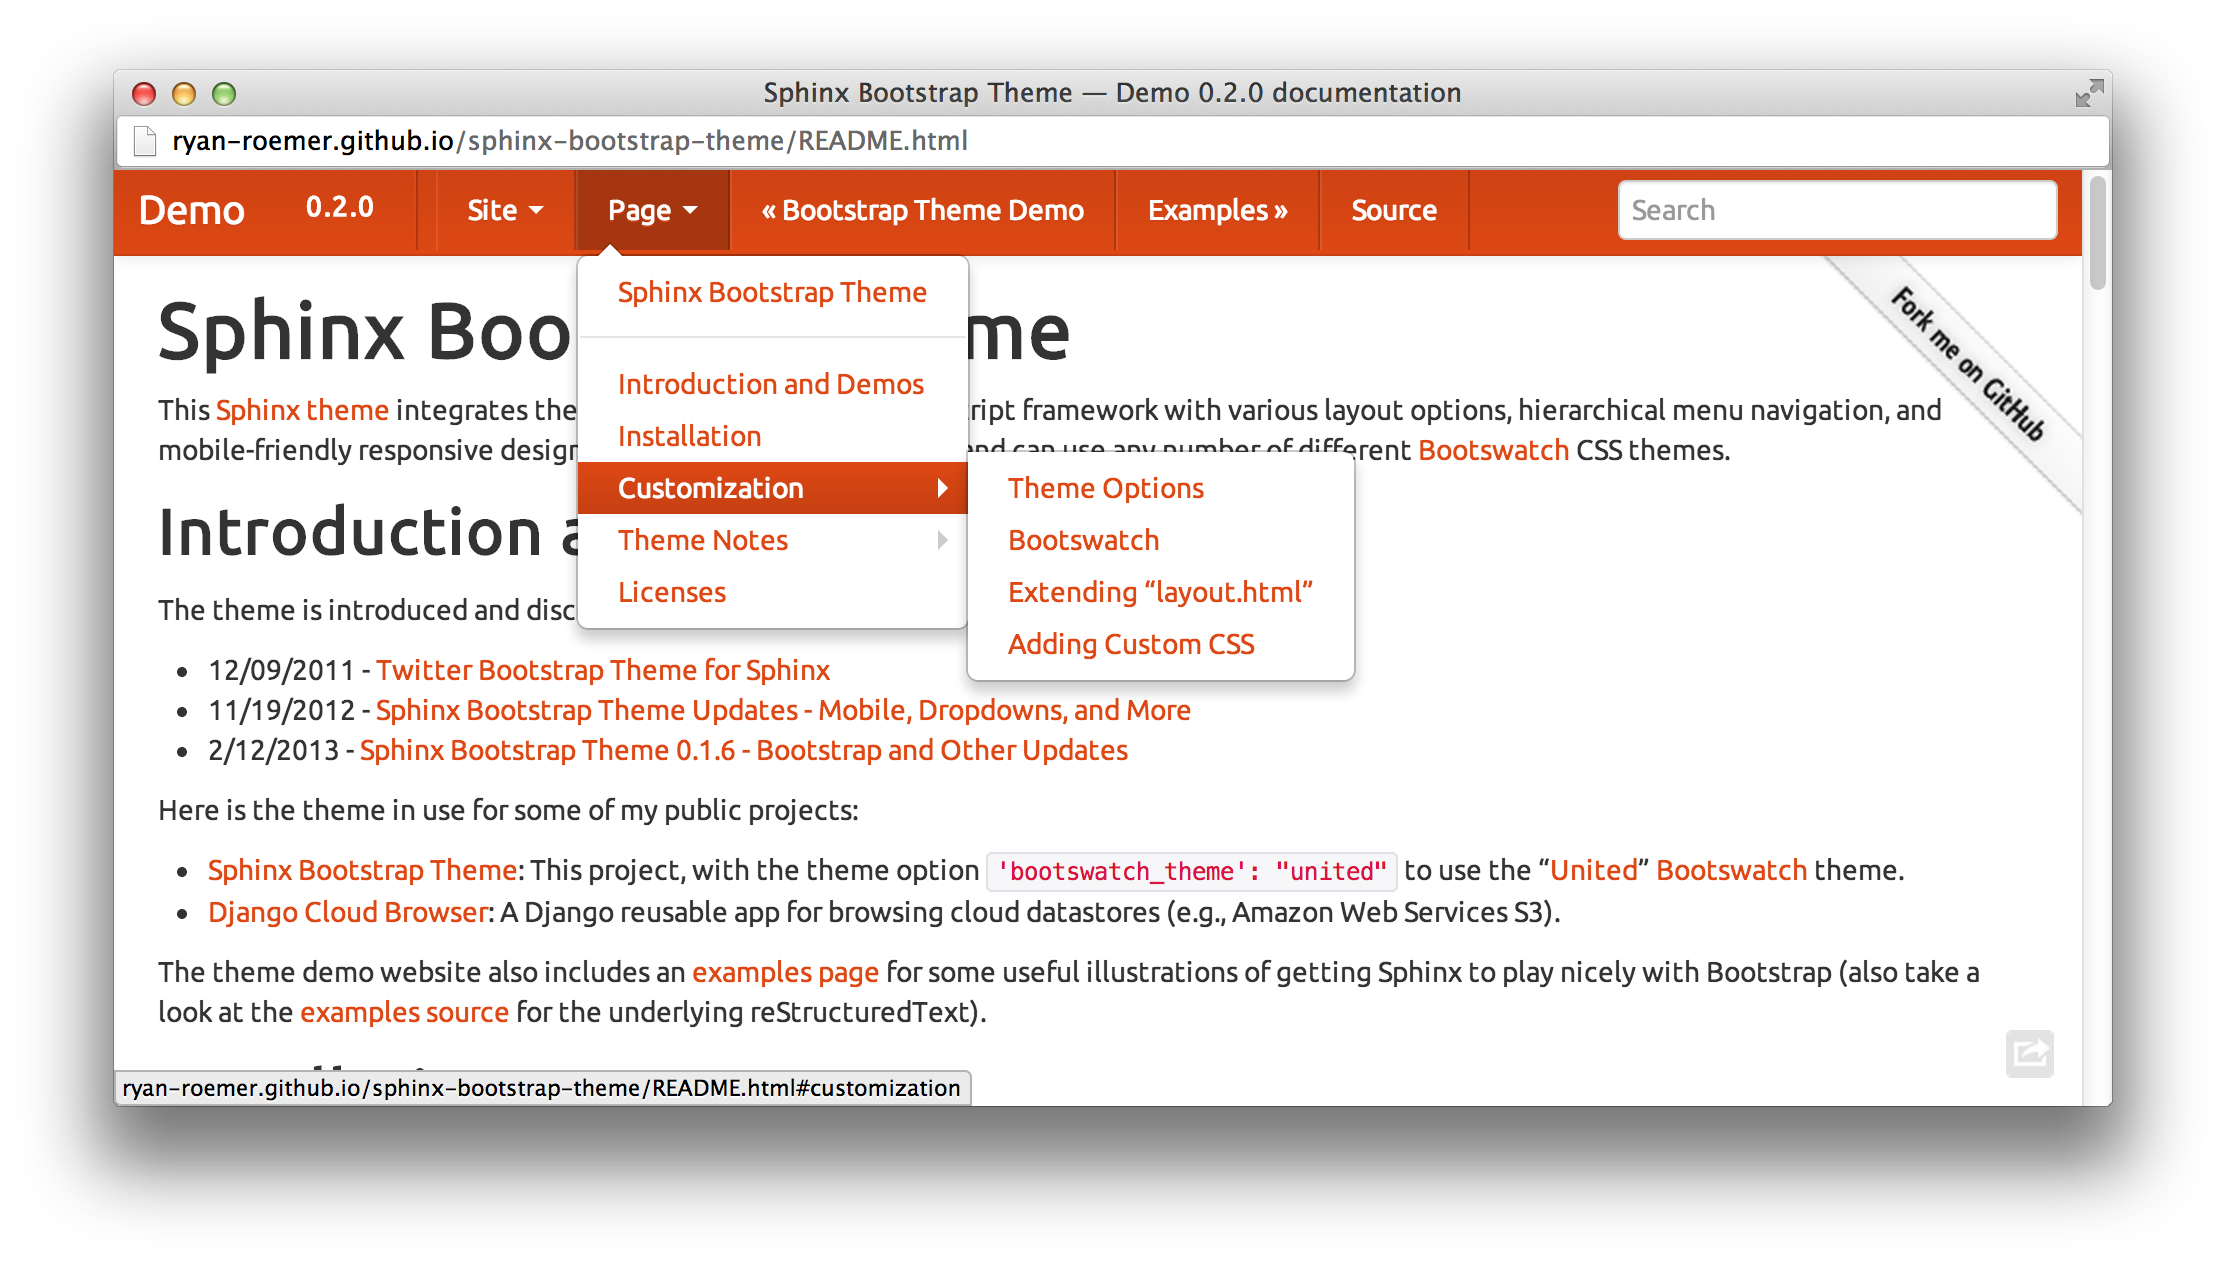 Sphinx Bootstrap Theme — Demo 0.2.0 documentation
ryan-roemer.github.io/sphinx-bootstrap-theme/README.html
Demo 0.2.0 Site Page « Bootstrap Theme Demo Examples » Source Search
Fork me on GitHub
Sphinx Boo me
This Sphinx theme integrates the ript framework with various layout options, hierarchical menu navigation, and
mobile-friendly responsive design and can use any number of different Bootswatch CSS themes.
Sphinx Bootstrap Theme
Introduction and Demos
Installation
Customization
Theme Notes
Licenses
Theme Options
Bootswatch
Extending “layout.html”
Adding Custom CSS
Introduction a
The theme is introduced and disc
• 12/09/2011 - Twitter Bootstrap Theme for Sphinx
• 11/19/2012 - Sphinx Bootstrap Theme Updates - Mobile, Dropdowns, and More
• 2/12/2013 - Sphinx Bootstrap Theme 0.1.6 - Bootstrap and Other Updates
Here is the theme in use for some of my public projects:
• Sphinx Bootstrap Theme: This project, with the theme option 'bootswatch_theme': "united" to use the “United” Bootswatch theme.
• Django Cloud Browser: A Django reusable app for browsing cloud datastores (e.g., Amazon Web Services S3).
The theme demo website also includes an examples page for some useful illustrations of getting Sphinx to play nicely with Bootstrap (also take a
look at the examples source for the underlying reStructuredText).
ryan-roemer.github.io/sphinx-bootstrap-theme/README.html#customization